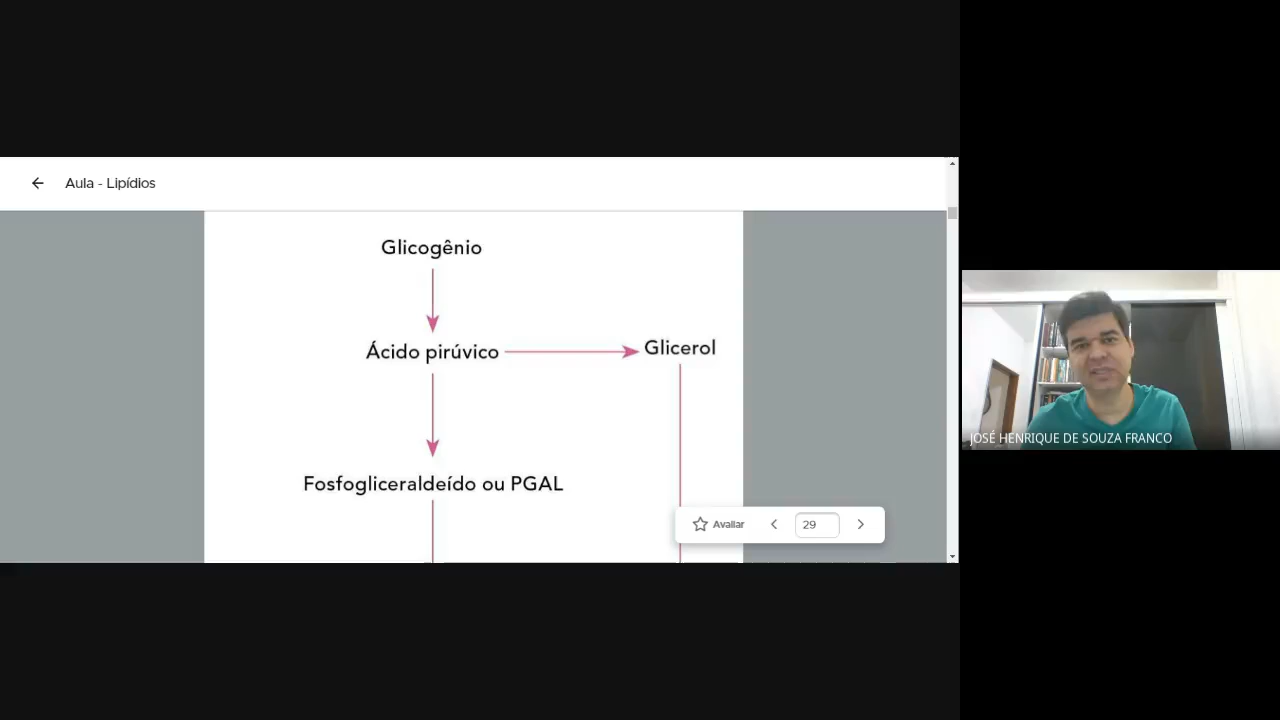 Aula - Lipídios
Glicogênio
Ácido pirúvico
Glicerol
Fosfogliceraldeído ou PGAL
Avaliar
29
JOSÉ HENRIQUE DE SOUZA FRANCO